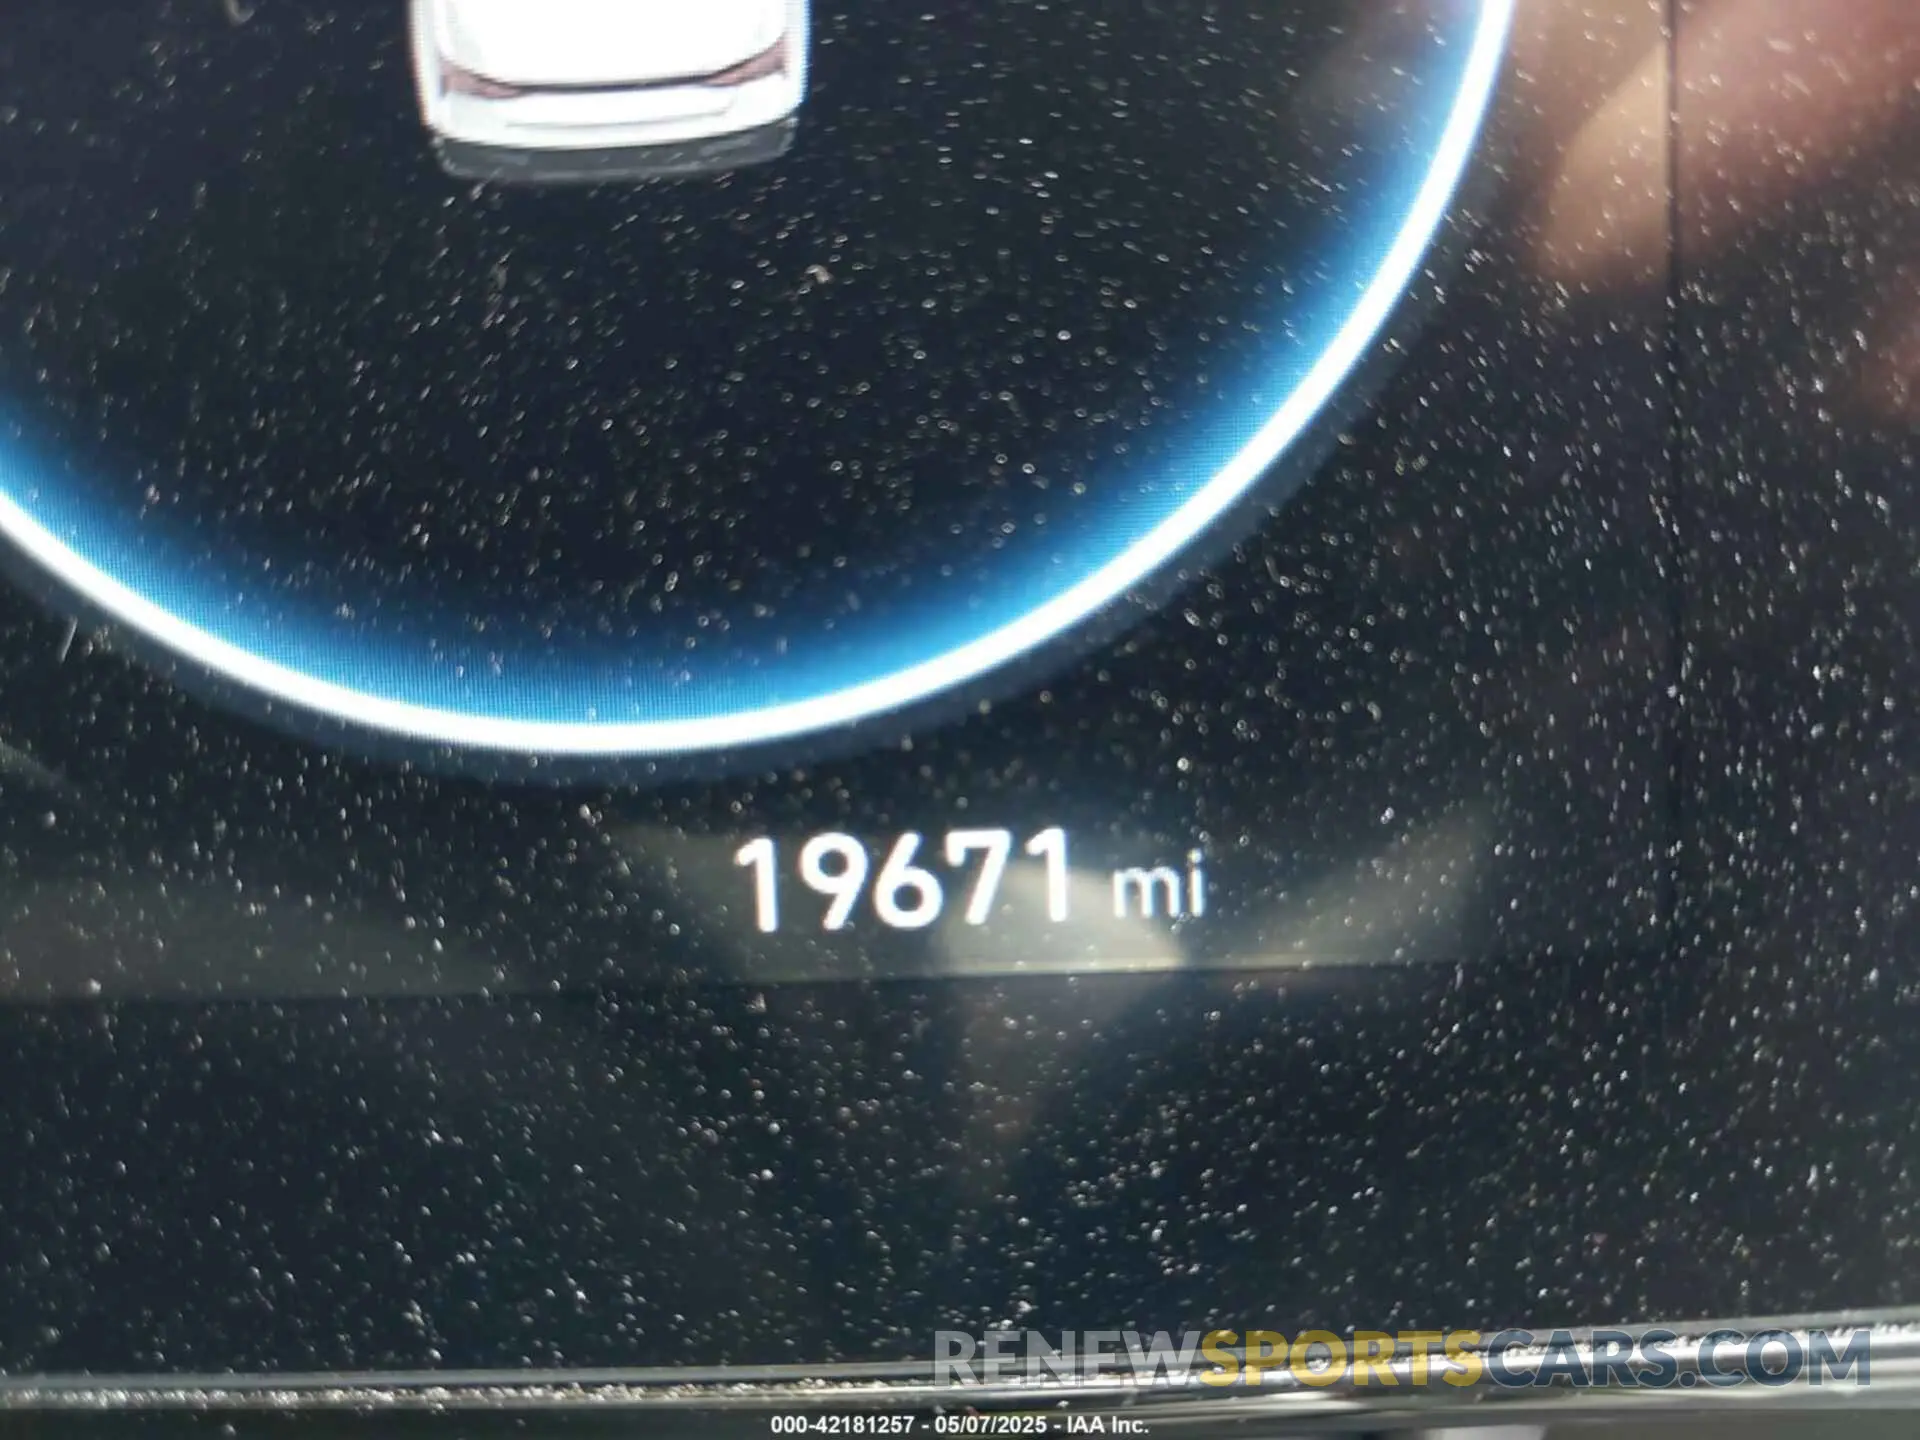 19671 mi
RENEWSPORTSCARS.COM
000-42181257 - 05/07/2025 - IAA Inc.